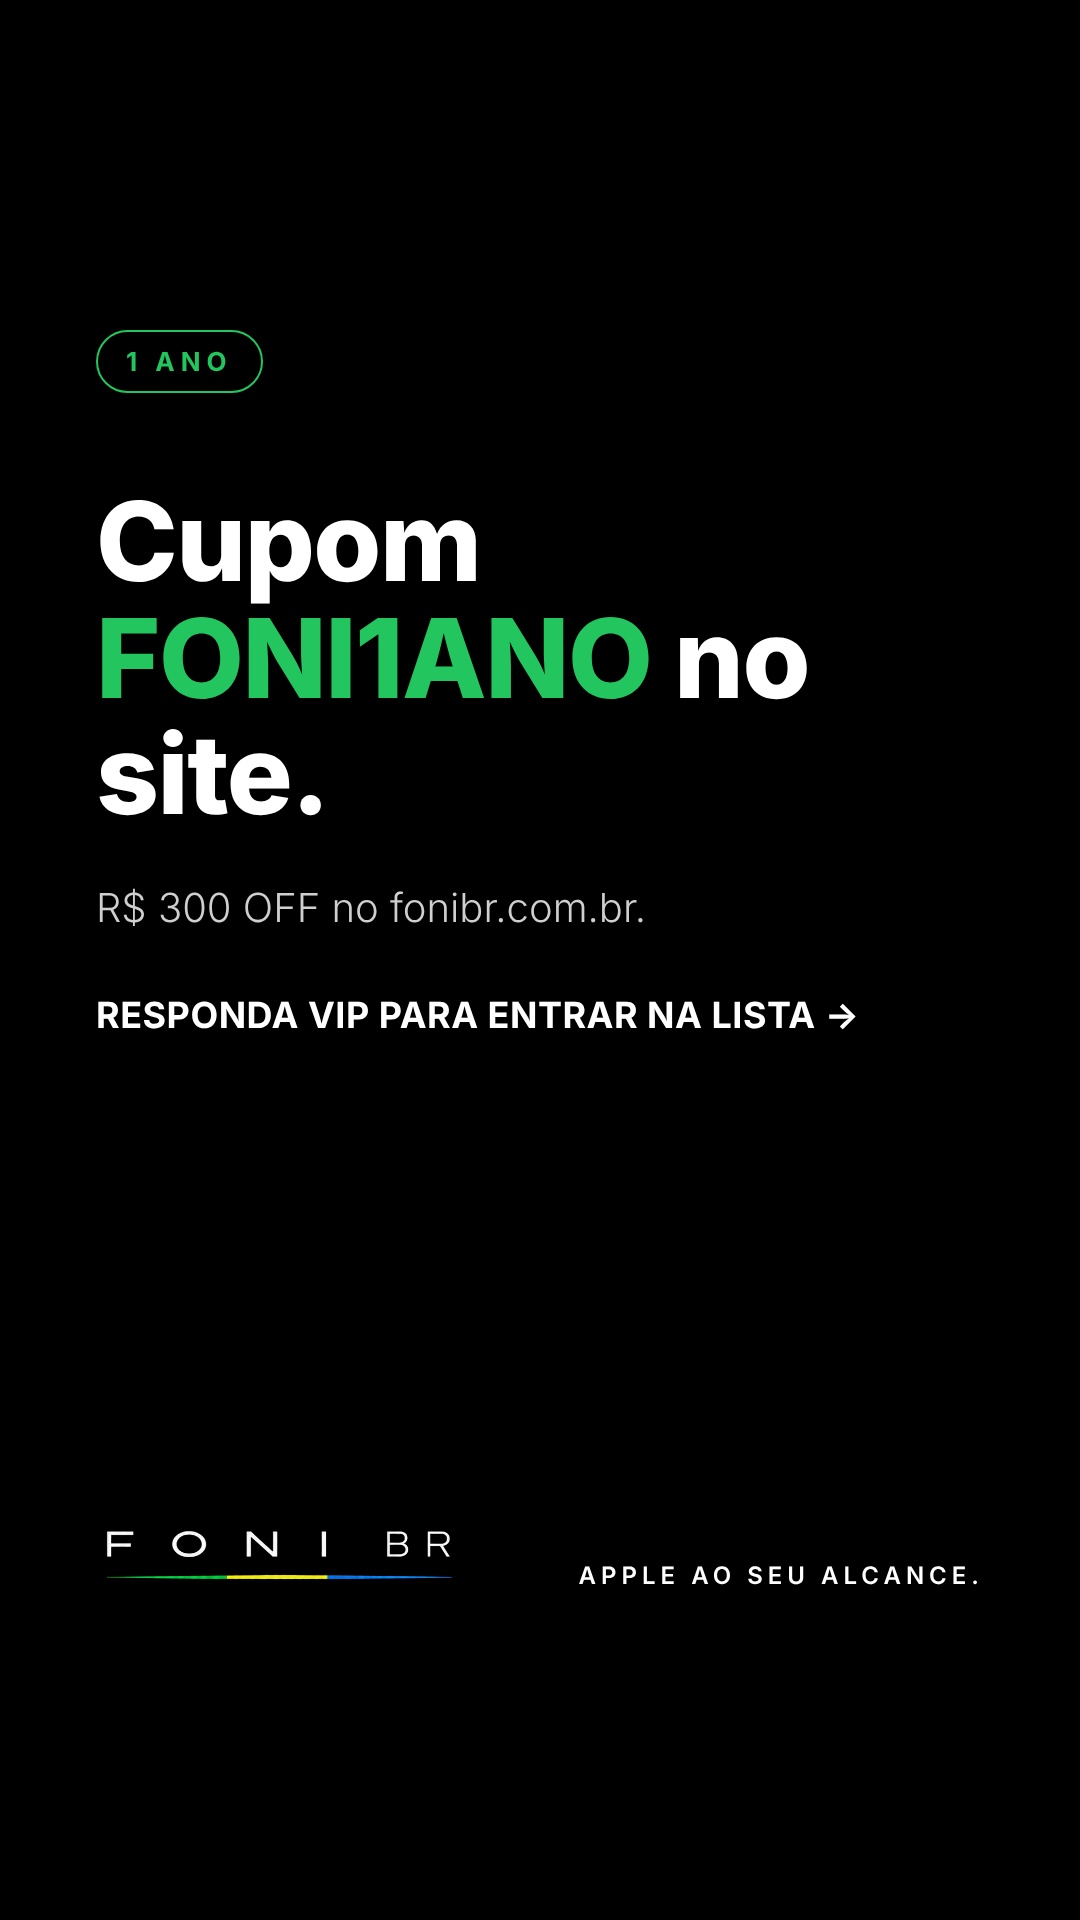 1 ANO
Cupom
FONI1ANO no
site.
R$ 300 OFF no fonibr.com.br.
RESPONDA VIP PARA ENTRAR NA LISTA →
FONI BR
APPLE AO SEU ALCANCE.